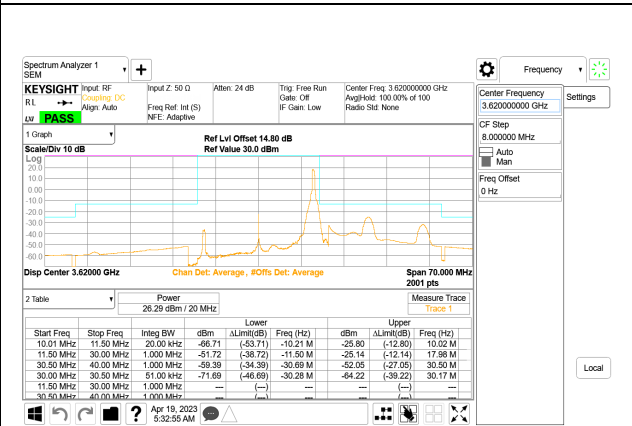 Spectrum Analyzer 1
SEM
Frequency
KEYSIGHT
Input: RF
Input Z: 50 Ω
Atten: 24 dB
Trig: Free Run
Center Freq: 3.620000000 GHz
RL
Coupling: DC
Gate: Off
Avg|Hold: 100.00% of 100
Align: Auto
Freq Ref: Int (S)
IF Gain: Low
Radio Std: None
LXI PASS
NFE: Adaptive
Center Frequency
3.620000000 GHz
Settings
CF Step
8.000000 MHz
Auto
Man
Freq Offset
0 Hz
Local
1 Graph
Ref Lvl Offset 14.80 dB
Scale/Div 10 dB
Ref Value 30.0 dBm
Log
20.0
10.0
0.00
-10.0
-20.0
-30.0
-40.0
-50.0
-60.0
Disp Center 3.62000 GHz
Chan Det: Average , #Offs Det: Average
Span 70.000 MHz
2001 pts
2 Table
Power
Measure Trace
26.29 dBm / 20 MHz
Trace 1
Lower Upper
Start Freq Stop Freq Integ BW dBm ΔLimit(dB) Freq (Hz) dBm ΔLimit(dB) Freq (Hz)
10.01 MHz 11.50 MHz 20.00 kHz -66.71 (-53.71) -10.21 M -25.80 (-12.80) 10.02 M
11.50 MHz 30.00 MHz 1.000 MHz -51.72 (-38.72) -11.50 M -25.14 (-12.14) 17.98 M
30.50 MHz 40.00 MHz 1.000 MHz -59.39 (-34.39) -30.69 M -52.05 (-27.05) 30.50 M
30.00 MHz 30.50 MHz 51.00 kHz -71.69 (-46.69) -30.28 M -64.22 (-39.22) 30.17 M
11.50 MHz 30.00 MHz 1.000 MHz --- (---) --- --- (---) ---
30.50 MHz 40.00 MHz 1.000 MHz --- (---) --- --- (---) ---
Apr 19, 2023
5:32:55 AM